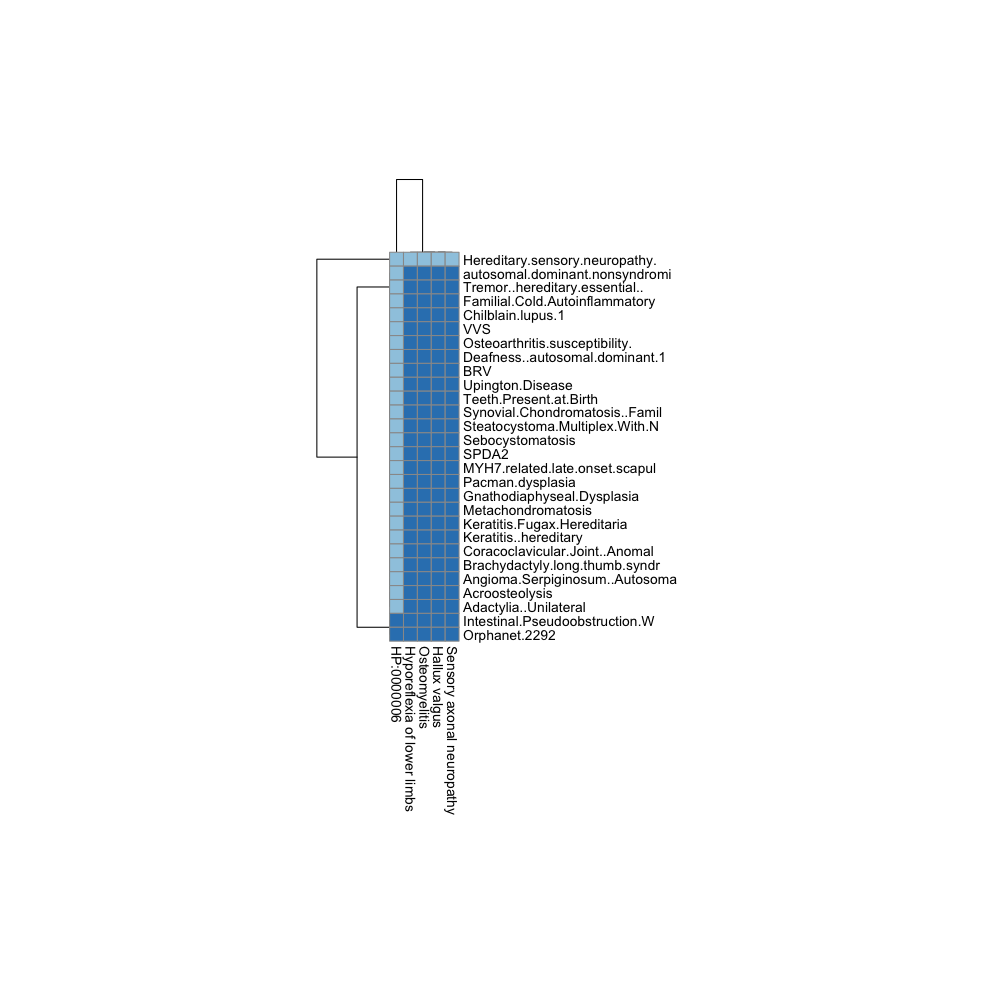 Hereditary.sensory.neuropathy.
autosomal.dominant.nonsyndromi
Tremor..hereditary.essential..
Familial.Cold.Autoinflammatory
Chilblain.lupus.1
VVS
Osteoarthritis.susceptibility.
Deafness..autosomal.dominant.1
BRV
Upington.Disease
Teeth.Present.at.Birth
Synovial.Chondromatosis..Famil
Steatocystoma.Multiplex.With.N
Sebocystomatosis
SPDA2
MYH7.related.late.onset.scapul
Pacman.dysplasia
Gnathodiaphyseal.Dysplasia
Metachondromatosis
Keratitis.Fugax.Hereditaria
Keratitis..hereditary
Coracoclavicular.Joint..Anomal
Brachydactyly.long.thumb.syndr
Angioma.Serpiginosum..Autosoma
Acroosteolysis
Adactylia..Unilateral
Intestinal.Pseudoobstruction.W
Orphanet.2292
HP:0000006
Hyporeflexia of lower limbs
Osteomyelitis
Hallux valgus
Sensory axonal neuropathy